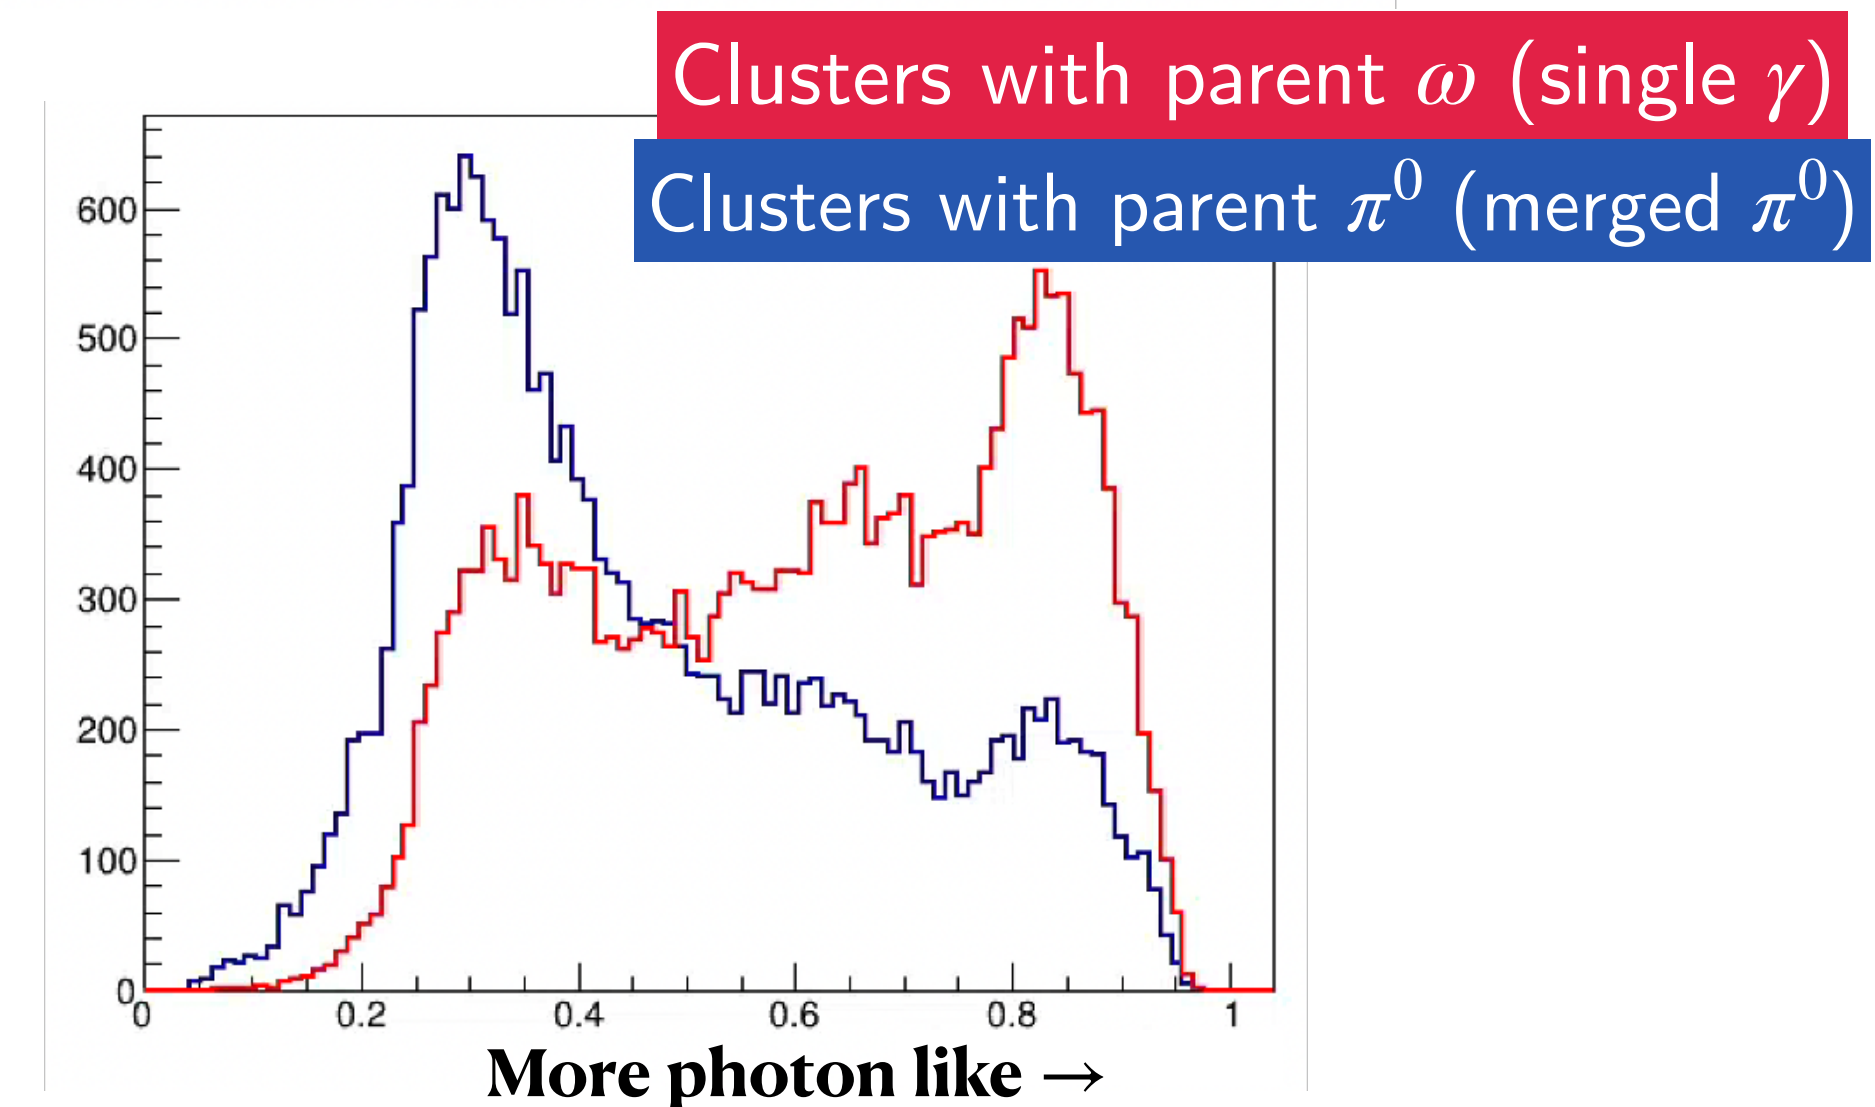 Clusters with parent ω (single γ)
Clusters with parent π⁰ (merged π⁰)
600
500
400
300
200
100
0
0 0.2 0.4 0.6 0.8 1
More photon like →